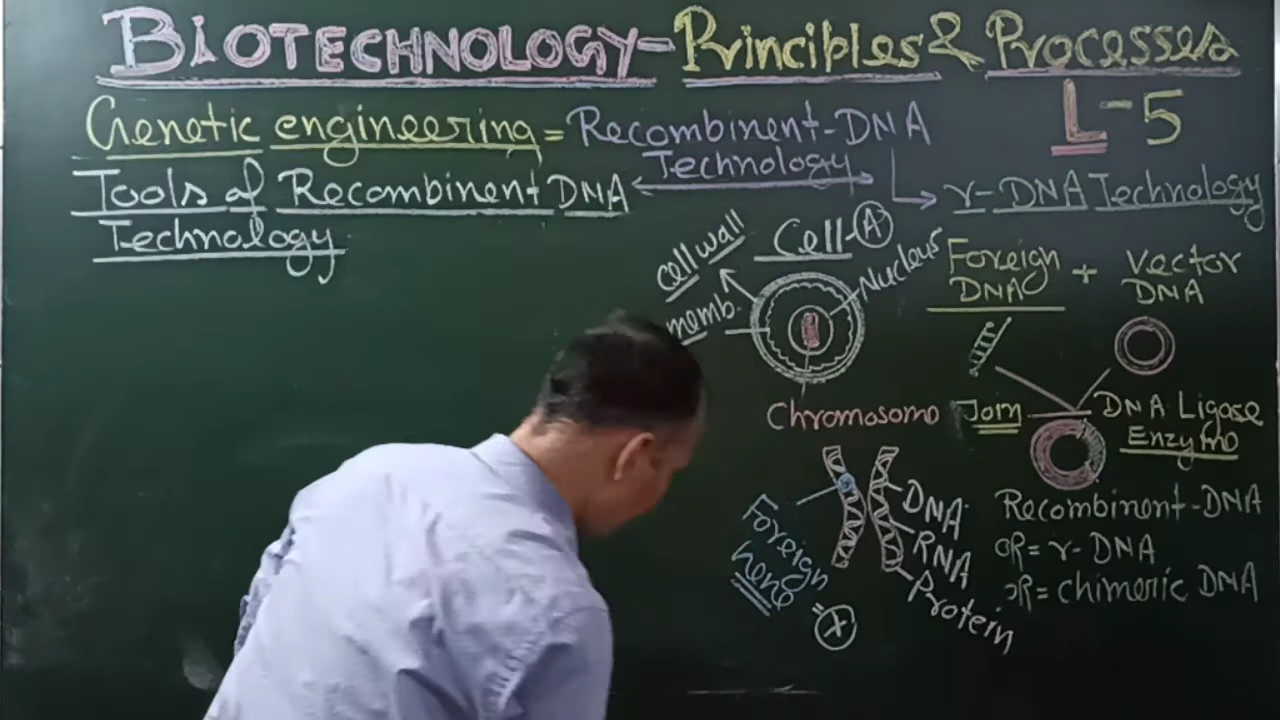 BIOTECHNOLOGY-Principles & Processes
L-5
Genetic engineering = Recombinent-DNA
Technology
r-DNA Technology
Tools of Recombinent DNA
Technology
Cell-A
cell wall
memb.
Nucleus
Chromosomo
Foreign
DNA
+
Vector
DNA
Join
DNA Ligase
Enzymo
Recombinent-DNA
OR= r-DNA
OR= chimeric DNA
Foreign
heng
=X
DNA
RNA
Protein